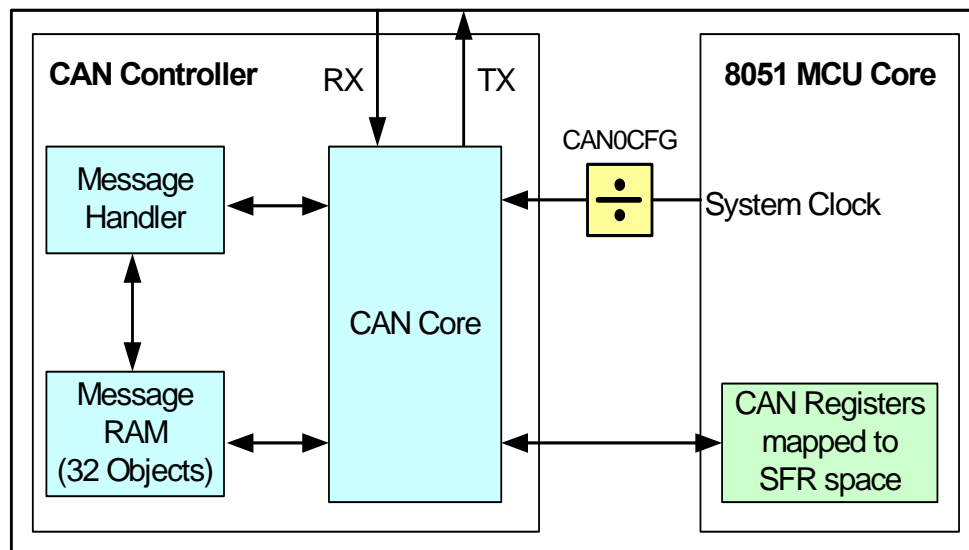 CAN Controller
RX
TX
8051 MCU Core
CAN0CFG
Message
Handler
System Clock
CAN Core
Message
RAM
(32 Objects)
CAN Registers
mapped to
SFR space